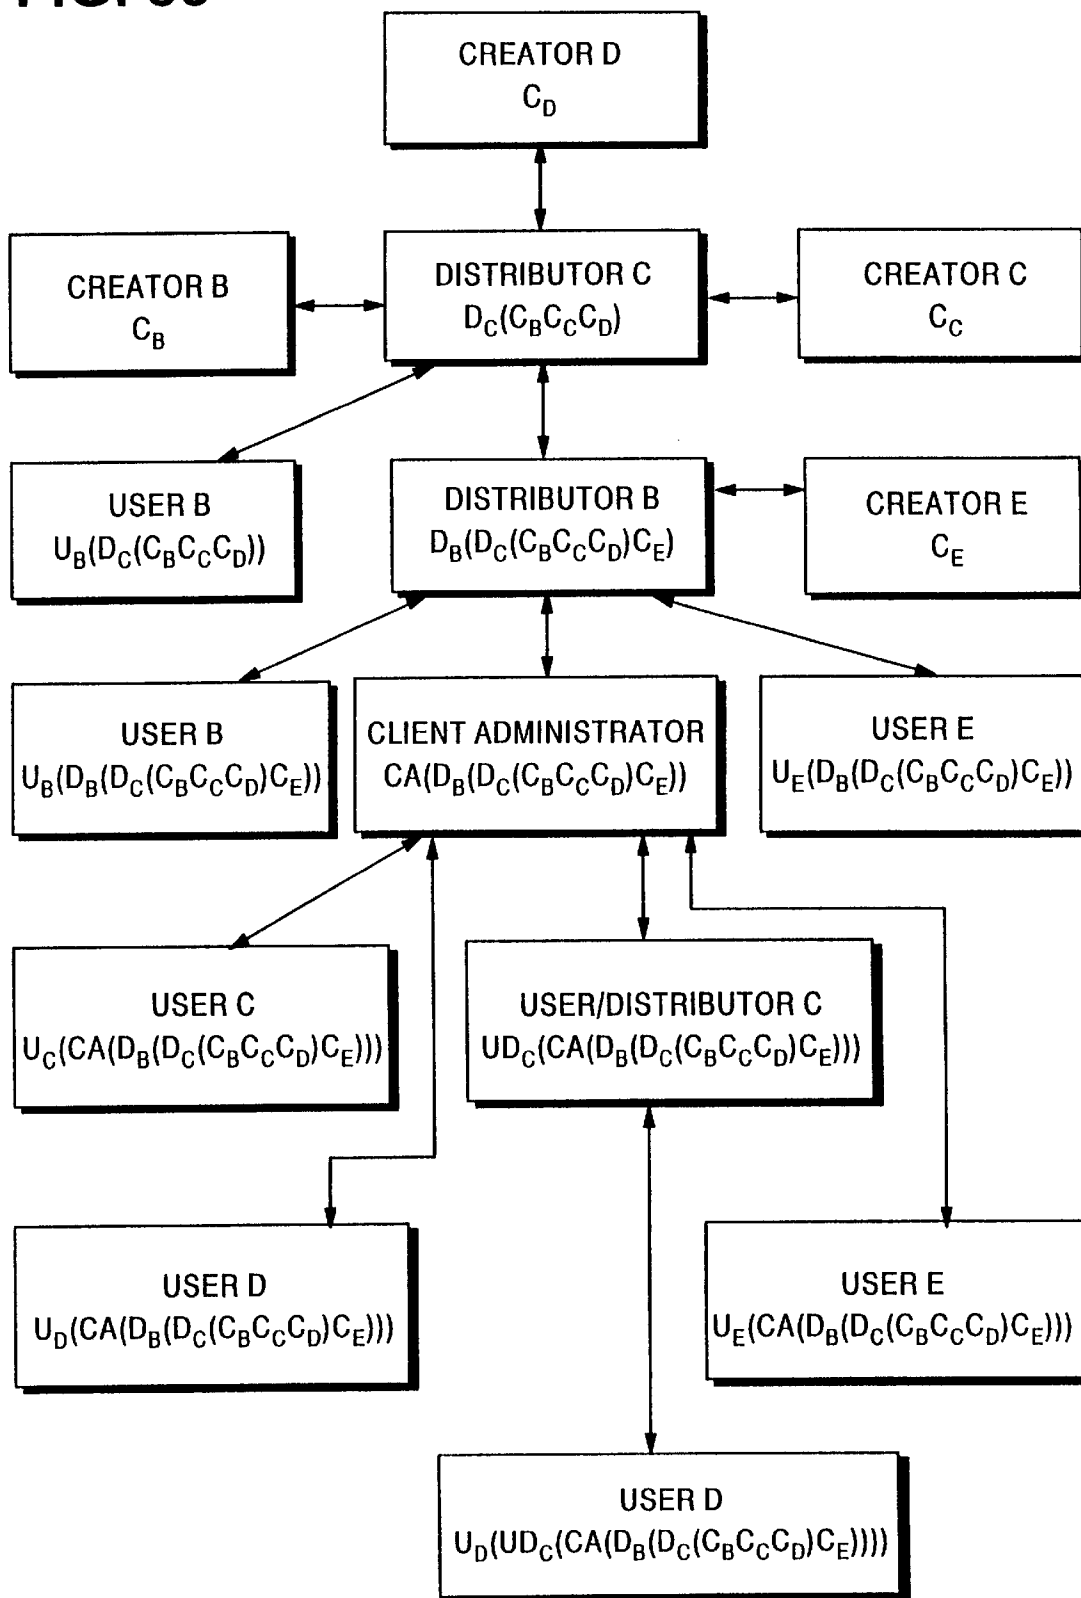 CREATOR D
C_D
CREATOR B
C_B
DISTRIBUTOR C
D_C(C_BC_CC_D)
CREATOR C
C_C
USER B
U_B(D_C(C_BC_CC_D))
DISTRIBUTOR B
D_B(D_C(C_BC_CC_D)C_E)
CREATOR E
C_E
USER B
U_B(D_B(D_C(C_BC_CC_D)C_E))
CLIENT ADMINISTRATOR
CA(D_B(D_C(C_BC_CC_D)C_E))
USER E
U_E(D_B(D_C(C_BC_CC_D)C_E))
USER C
U_C(CA(D_B(D_C(C_BC_CC_D)C_E)))
USER/DISTRIBUTOR C
UD_C(CA(D_B(D_C(C_BC_CC_D)C_E)))
USER D
U_D(CA(D_B(D_C(C_BC_CC_D)C_E)))
USER E
U_E(CA(D_B(D_C(C_BC_CC_D)C_E)))
USER D
U_D(UD_C(CA(D_B(D_C(C_BC_CC_D)C_E))))